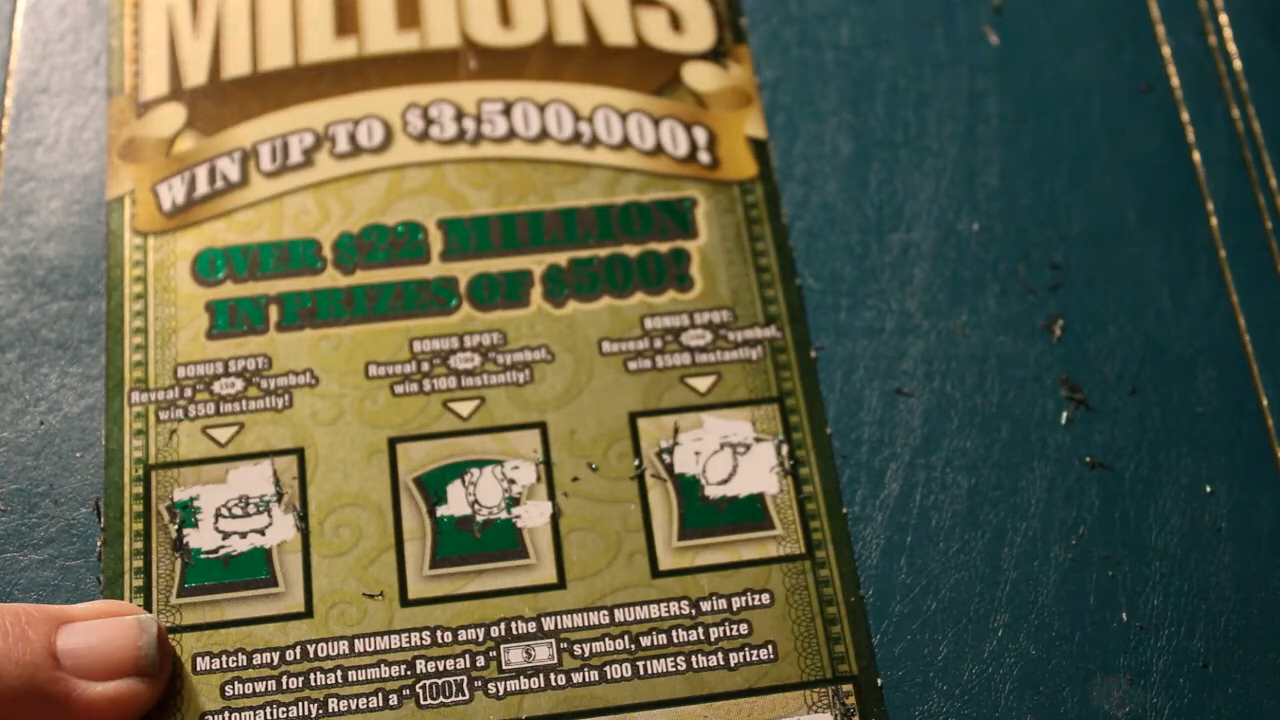 MILLIONS
WIN UP TO $3,500,000!
OVER $22 MILLION
IN PRIZES OF $500!
BONUS SPOT:
Reveal a " $50 " symbol,
win $50 instantly!
BONUS SPOT:
Reveal a " $100 " symbol,
win $100 instantly!
BONUS SPOT:
Reveal a " " symbol,
win $500 instantly!
Match any of YOUR NUMBERS to any of the WINNING NUMBERS, win prize
shown for that number. Reveal a " $ " symbol, win that prize
automatically. Reveal a " 100X " symbol to win 100 TIMES that prize!